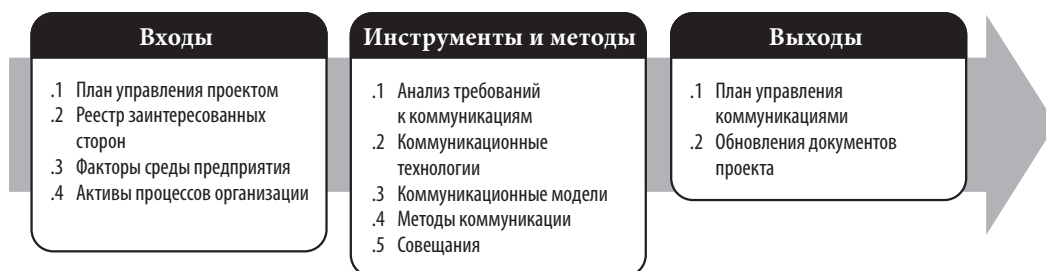 Входы
.1 План управления проектом
.2 Реестр заинтересованных
сторон
.3 Факторы среды предприятия
.4 Активы процессов организации
Инструменты и методы
.1 Анализ требований
к коммуникациям
.2 Коммуникационные
технологии
.3 Коммуникационные модели
.4 Методы коммуникации
.5 Совещания
Выходы
.1 План управления
коммуникациями
.2 Обновления документов
проекта